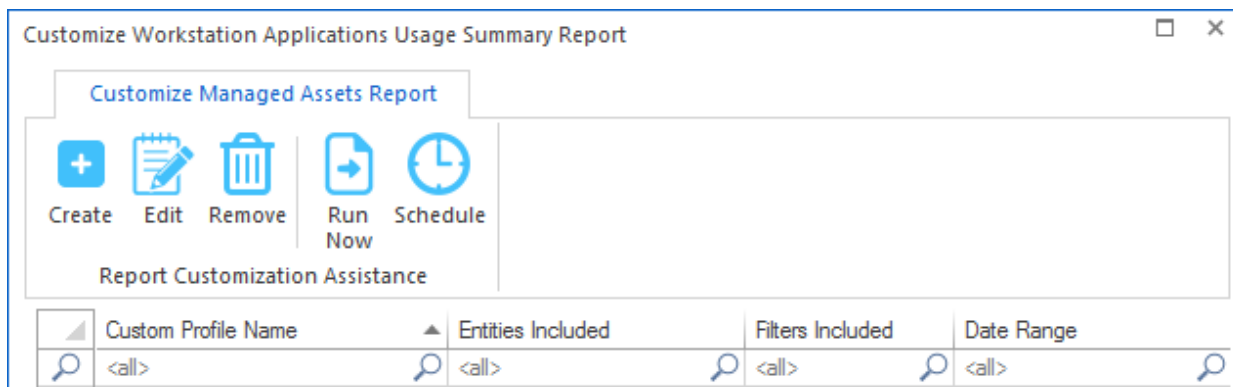 Customize Workstation Applications Usage Summary Report
Customize Managed Assets Report
Create Edit Remove Run Now Schedule
Report Customization Assistance
Custom Profile Name Entities Included Filters Included Date Range
<all> <all> <all> <all>